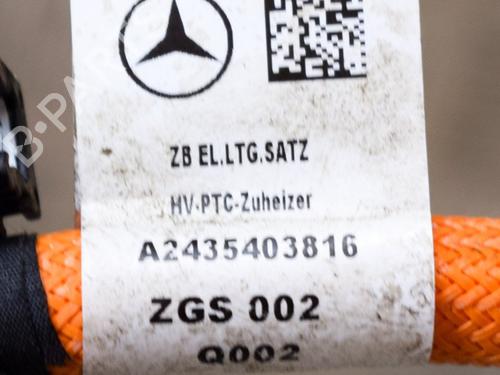 ZB EL.LTG.SATZ
HV-PTC-Zuheizer
A2435403816
ZGS 002
Q002